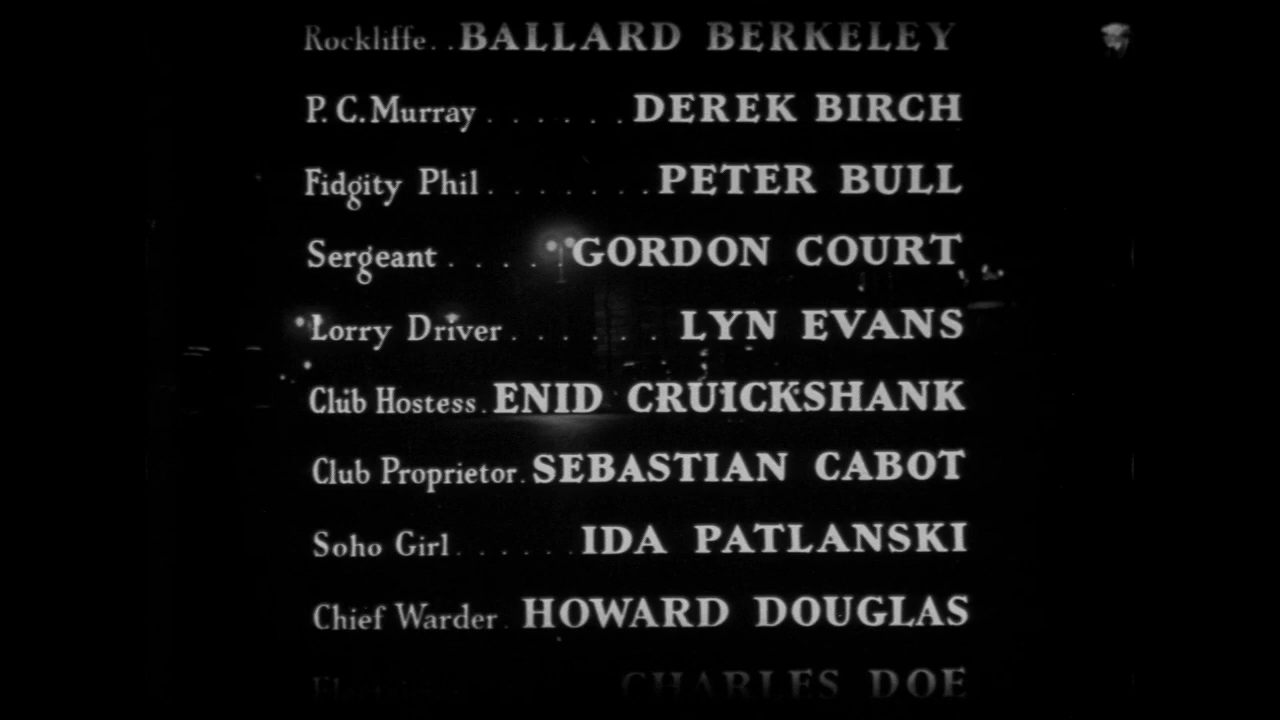 Rockliffe. .BALLARD BERKELEY
P. C. Murray . . . . . . DEREK BIRCH
Fidgity Phil . . . . . . . PETER BULL
Sergeant . . . . GORDON COURT
Lorry Driver . . . . . . LYN EVANS
Club Hostess . ENID CRUICKSHANK
Club Proprietor . SEBASTIAN CABOT
Soho Girl . . . . . . IDA PATLANSKI
Chief Warder . HOWARD DOUGLAS
CHARLES DOE